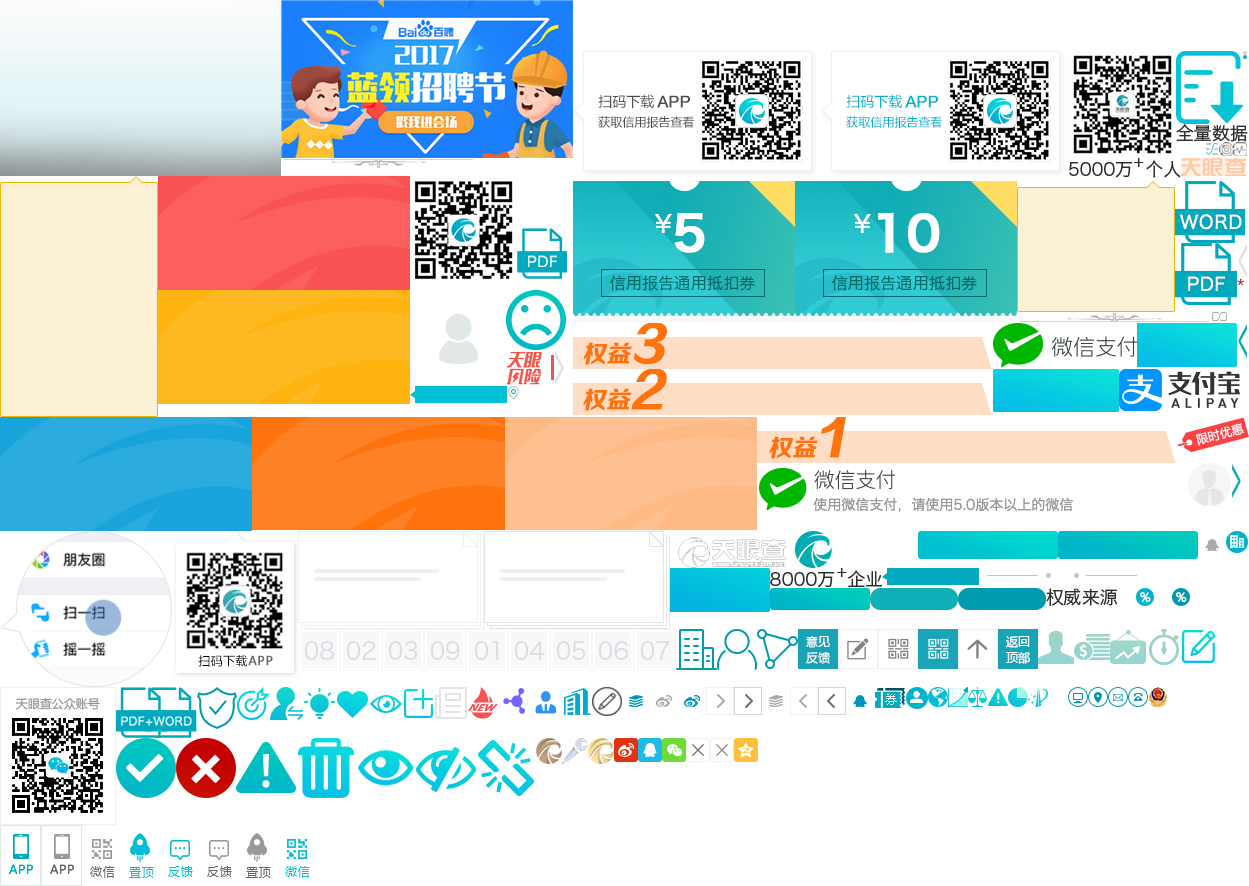 Bai百聘
2017
蓝领招聘节
戳我进会场
扫码下载 APP
获取信用报告查看
扫码下载 APP
获取信用报告查看
全量数据
5000万+个人
天眼查
PDF
¥5
信用报告通用抵扣券
¥10
信用报告通用抵扣券
WORD
PDF
*
天眼
风险
权益3
权益2
微信支付
支付宝
ALIPAY
权益1
限时优惠
微信支付
使用微信支付，请使用5.0版本以上的微信
朋友圈
扫一扫
摇一摇
扫码下载APP
天眼查
8000万+企业
权威来源
%
%
08 02 03 09 01 04 05 06 07
意见
反馈
返回
顶部
天眼查公众账号
PDF+WORD
NEW
APP
APP
微信
置顶
反馈
反馈
置顶
微信